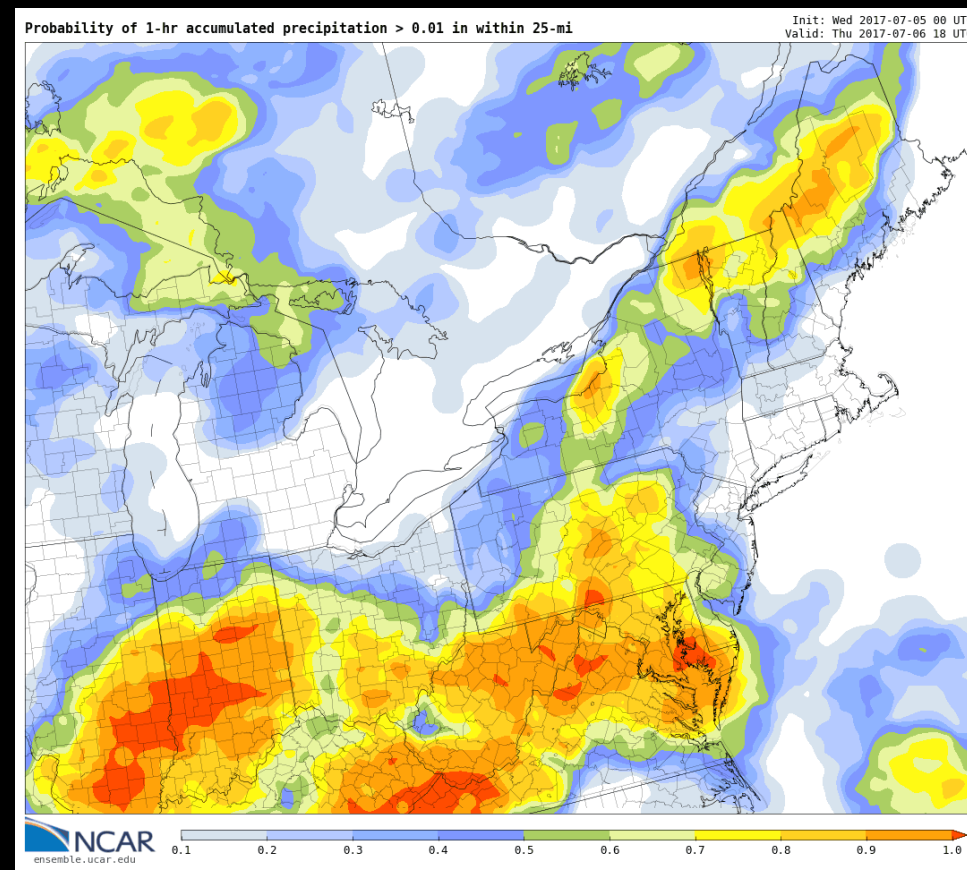 Probability of 1-hr accumulated precipitation > 0.01 in within 25-mi
Init: Wed 2017-07-05 00 UT
Valid: Thu 2017-07-06 18 UT
NCAR
ensemble.ucar.edu
0.1 0.2 0.3 0.4 0.5 0.6 0.7 0.8 0.9 1.0